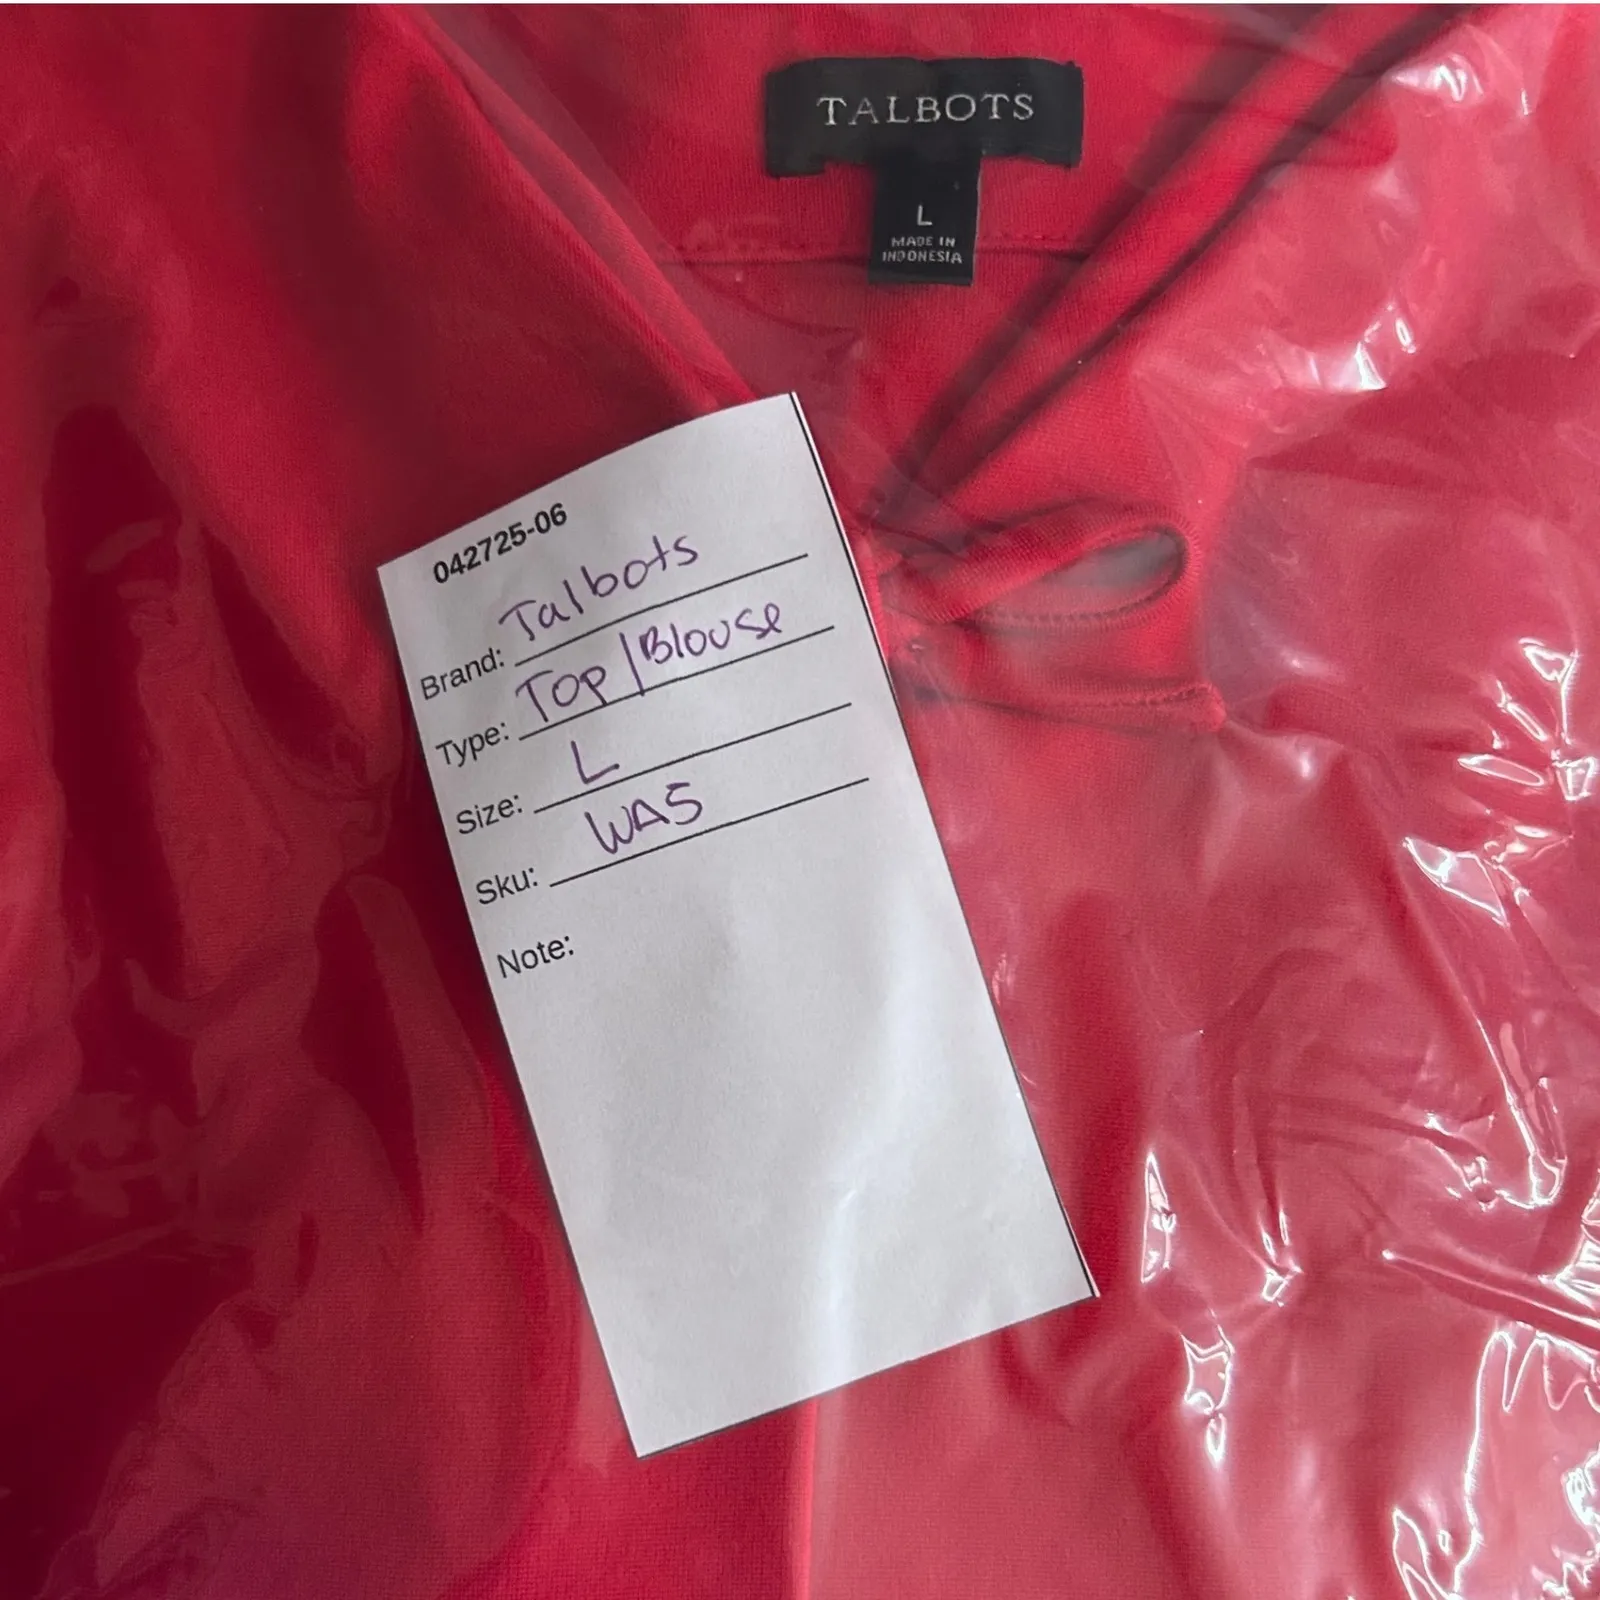 TALBOTS
L
MADE IN
INDONESIA
042725-06
Brand: Talbots
Type: Top/Blouse
Size: L
Sku: WA5
Note: